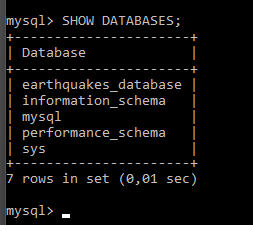 mysql> SHOW DATABASES;
+---------------------+
| Database            |
+---------------------+
| earthquakes_database |
| information_schema  |
| mysql               |
| performance_schema  |
| sys                 |
+---------------------+
7 rows in set (0,01 sec)
mysql> _